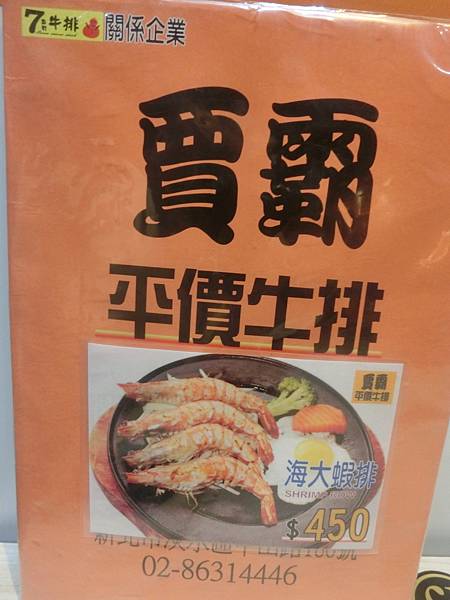 7 牛排 關係企業
賈霸
平價牛排
賈霸
平價牛排
海大蝦排
$450
02-86314446